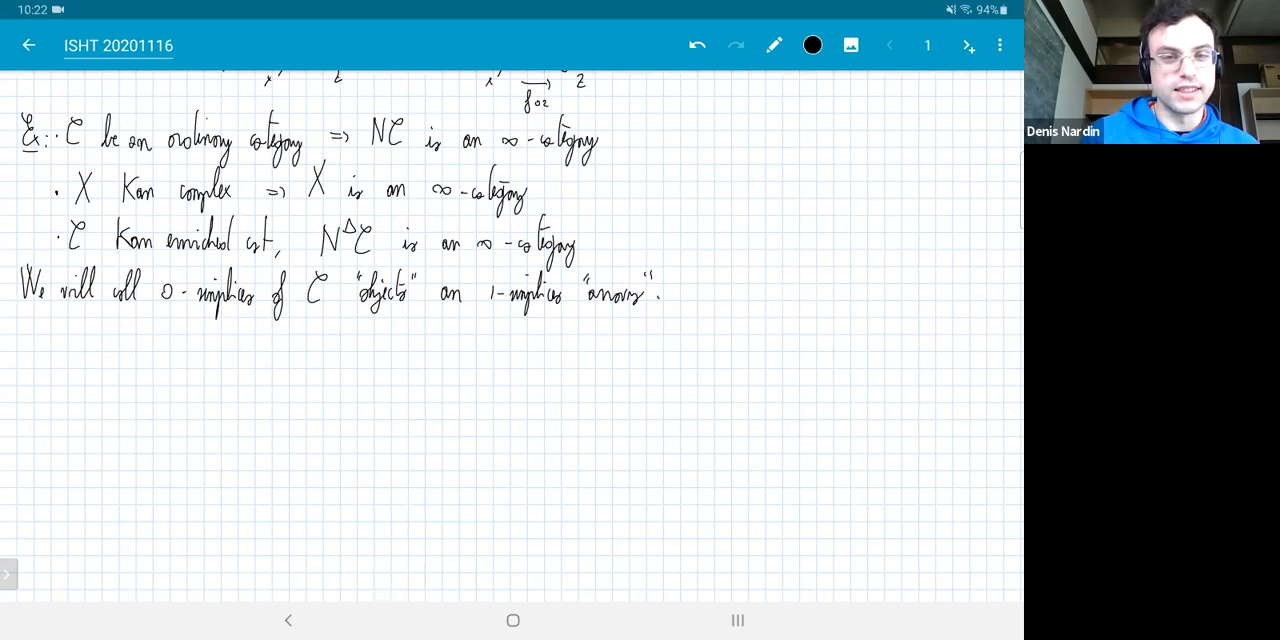 10:22 94%
ISHT 20201116 1
x z x z
f02
Denis Nardin
Ex: · C be an ordinary category => NC is an ∞-category
· X Kan complex => X is an ∞-category
· C Kan enriched cat, N^Δ C is an ∞-category
We will call 0-simplices of C "objects" an 1-simplices "arrows".